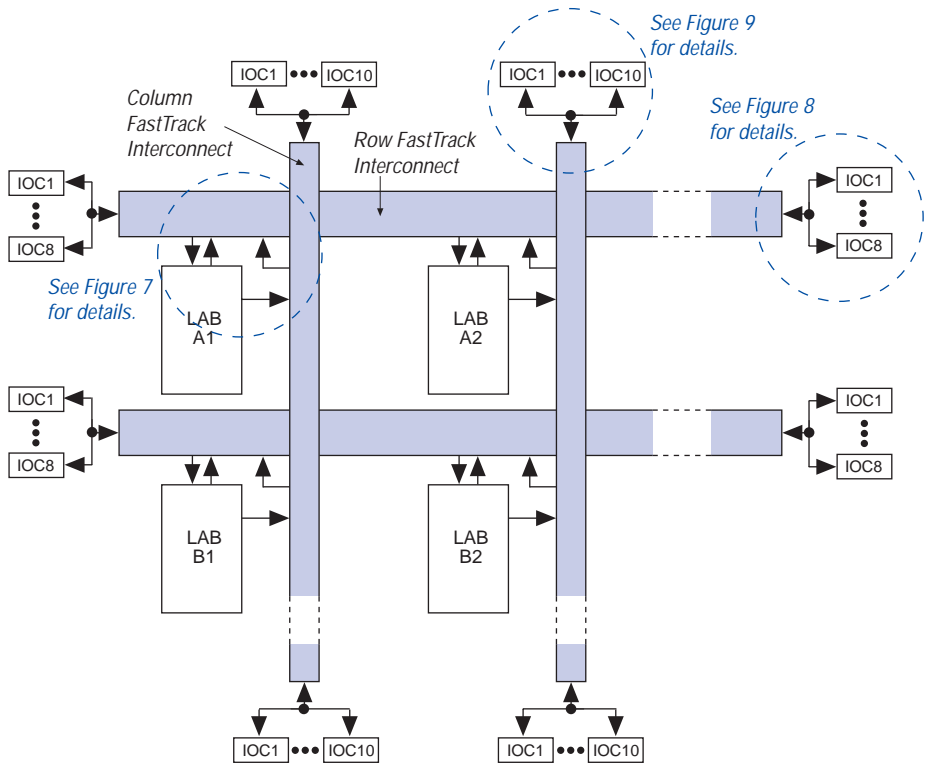 See Figure 9
for details.
IOC1
IOC10
IOC1
IOC10
Column
FastTrack
Interconnect
Row FastTrack
Interconnect
See Figure 8
for details.
IOC1
IOC8
IOC1
IOC8
See Figure 7
for details.
LAB
A1
LAB
A2
IOC1
IOC8
IOC1
IOC8
LAB
B1
LAB
B2
IOC1
IOC10
IOC1
IOC10